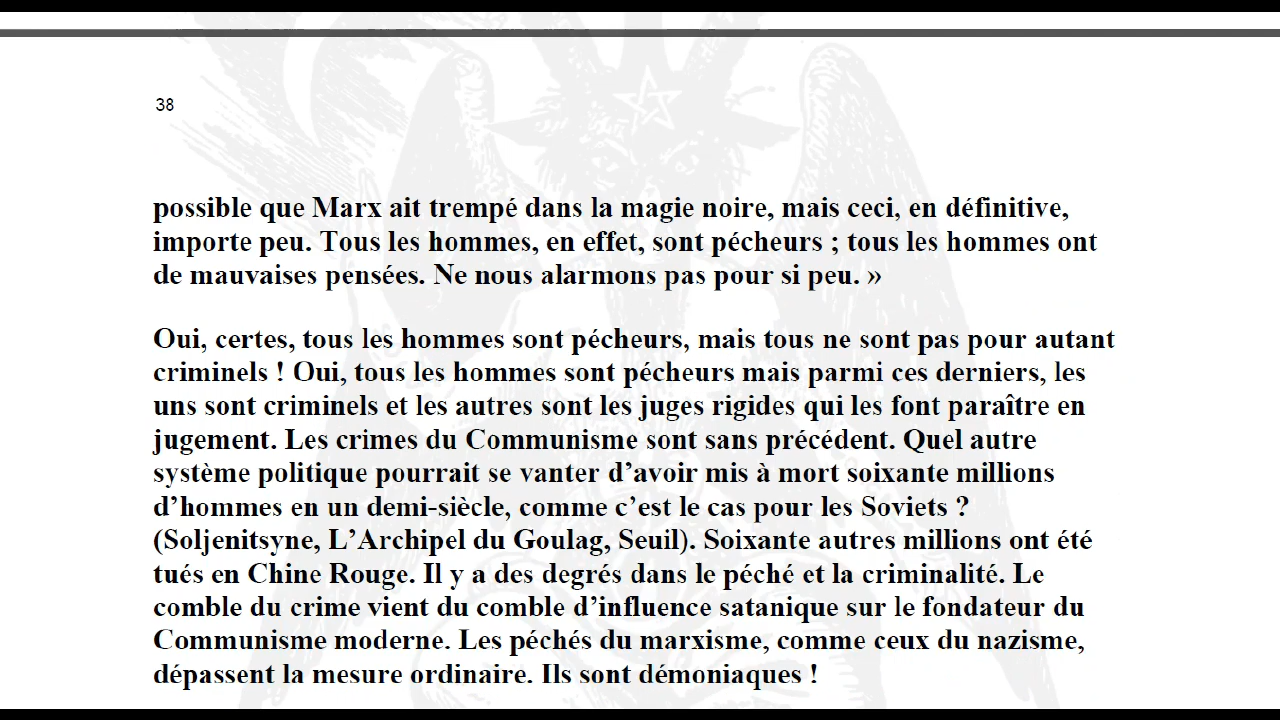 38
possible que Marx ait trempé dans la magie noire, mais ceci, en définitive,
importe peu. Tous les hommes, en effet, sont pécheurs ; tous les hommes ont
de mauvaises pensées. Ne nous alarmons pas pour si peu. »
Oui, certes, tous les hommes sont pécheurs, mais tous ne sont pas pour autant
criminels ! Oui, tous les hommes sont pécheurs mais parmi ces derniers, les
uns sont criminels et les autres sont les juges rigides qui les font paraître en
jugement. Les crimes du Communisme sont sans précédent. Quel autre
système politique pourrait se vanter d’avoir mis à mort soixante millions
d’hommes en un demi-siècle, comme c’est le cas pour les Soviets ?
(Soljenitsyne, L’Archipel du Goulag, Seuil). Soixante autres millions ont été
tués en Chine Rouge. Il y a des degrés dans le péché et la criminalité. Le
comble du crime vient du comble d’influence satanique sur le fondateur du
Communisme moderne. Les péchés du marxisme, comme ceux du nazisme,
dépassent la mesure ordinaire. Ils sont démoniaques !